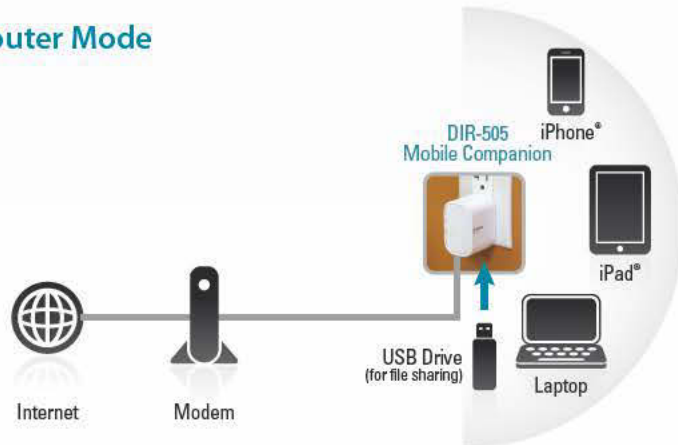 outer Mode
DIR-505
Mobile Companion
iPhone®
iPad®
USB Drive
(for file sharing)
Laptop
Internet
Modem